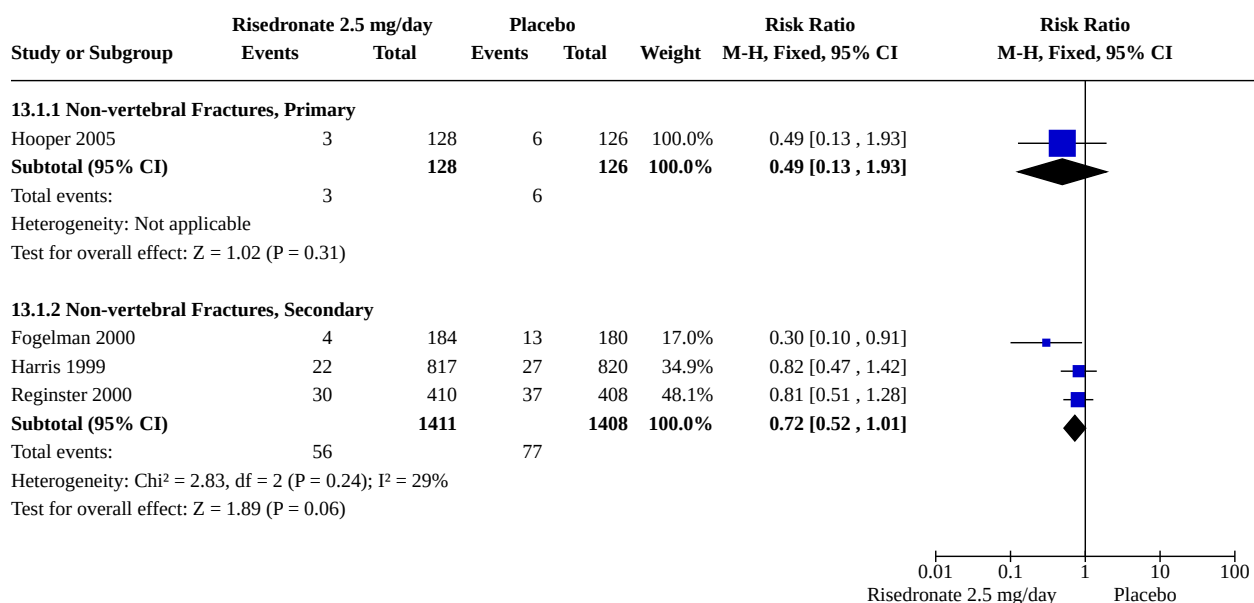 Risedronate 2.5 mg/day Placebo Risk Ratio Risk Ratio
Study or Subgroup Events Total Events Total Weight M-H, Fixed, 95% CI M-H, Fixed, 95% CI
13.1.1 Non-vertebral Fractures, Primary
Hooper 2005 3 128 6 126 100.0% 0.49 [0.13 , 1.93]
Subtotal (95% CI) 128 126 100.0% 0.49 [0.13 , 1.93]
Total events: 3 6
Heterogeneity: Not applicable
Test for overall effect: Z = 1.02 (P = 0.31)
13.1.2 Non-vertebral Fractures, Secondary
Fogelman 2000 4 184 13 180 17.0% 0.30 [0.10 , 0.91]
Harris 1999 22 817 27 820 34.9% 0.82 [0.47 , 1.42]
Reginster 2000 30 410 37 408 48.1% 0.81 [0.51 , 1.28]
Subtotal (95% CI) 1411 1408 100.0% 0.72 [0.52 , 1.01]
Total events: 56 77
Heterogeneity: Chi² = 2.83, df = 2 (P = 0.24); I² = 29%
Test for overall effect: Z = 1.89 (P = 0.06)
0.01 0.1 1 10 100
Risedronate 2.5 mg/day Placebo